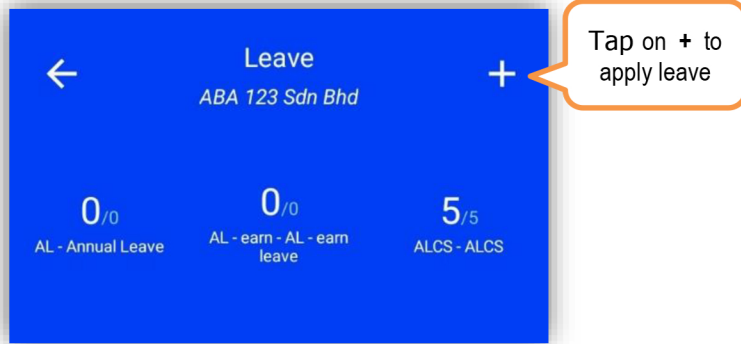 Leave
ABA 123 Sdn Bhd
+
Tap on + to
apply leave
0/0
AL - Annual Leave
0/0
AL - earn - AL - earn
leave
5/5
ALCS - ALCS